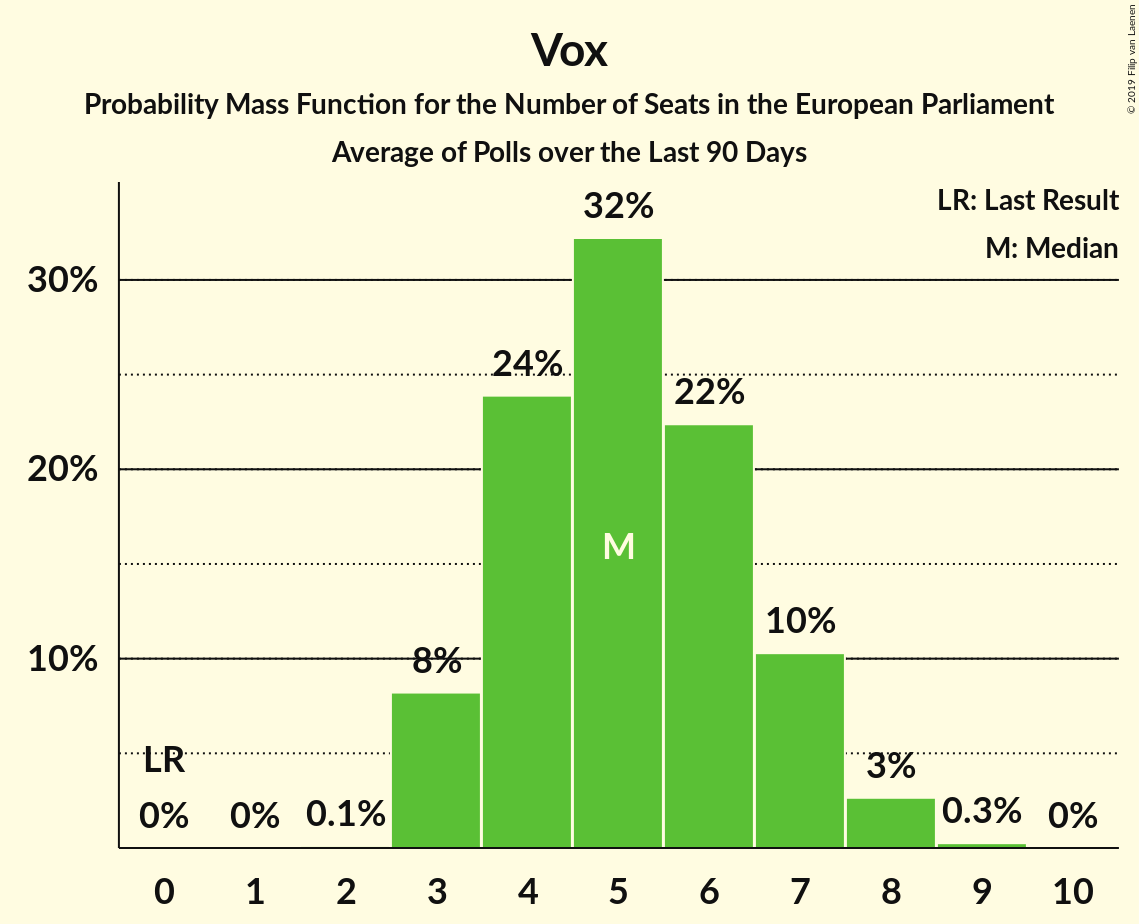 Vox
Probability Mass Function for the Number of Seats in the European Parliament
Average of Polls over the Last 90 Days
© 2019 Filip van Laenen
LR: Last Result
M: Median
30%
20%
10%
LR
0%
0%
0.1%
8%
24%
32%
M
22%
10%
3%
0.3%
0%
0 1 2 3 4 5 6 7 8 9 10